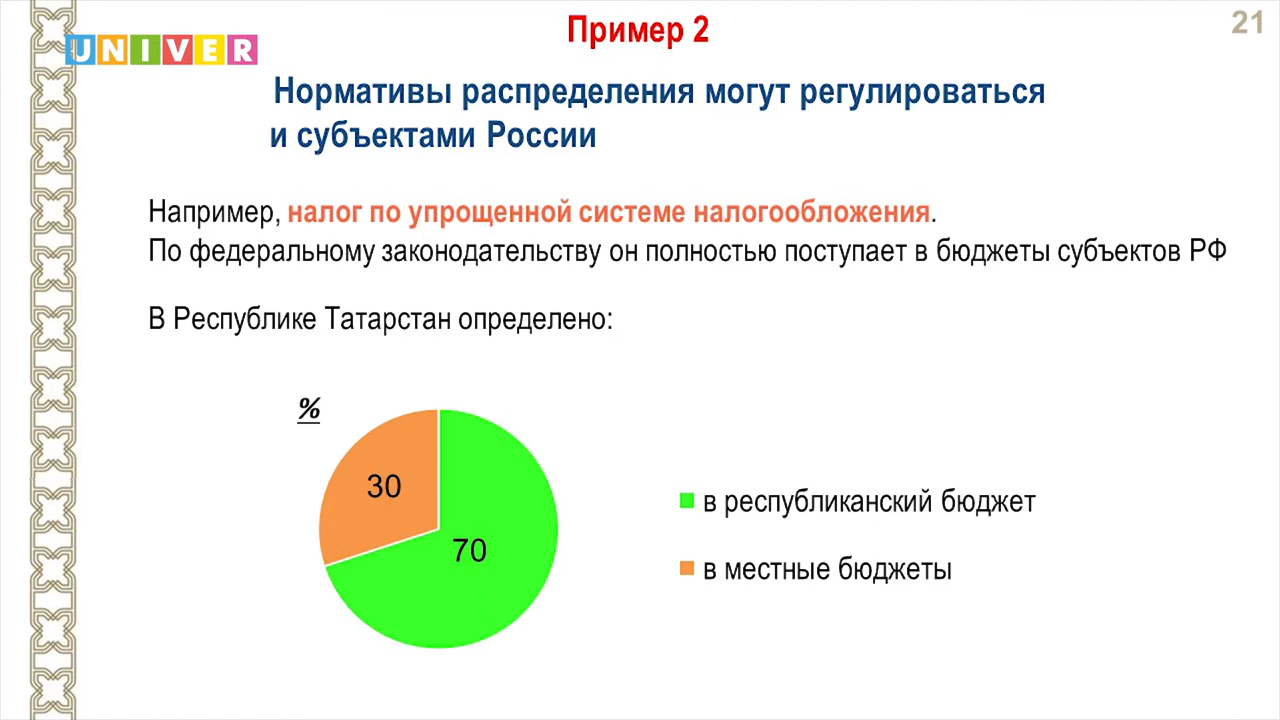 Пример 2
21
UNIVER
Нормативы распределения могут регулироваться
и субъектами России
Например, налог по упрощенной системе налогообложения.
По федеральному законодательству он полностью поступает в бюджеты субъектов РФ
В Республике Татарстан определено:
%
30
70
в республиканский бюджет
в местные бюджеты